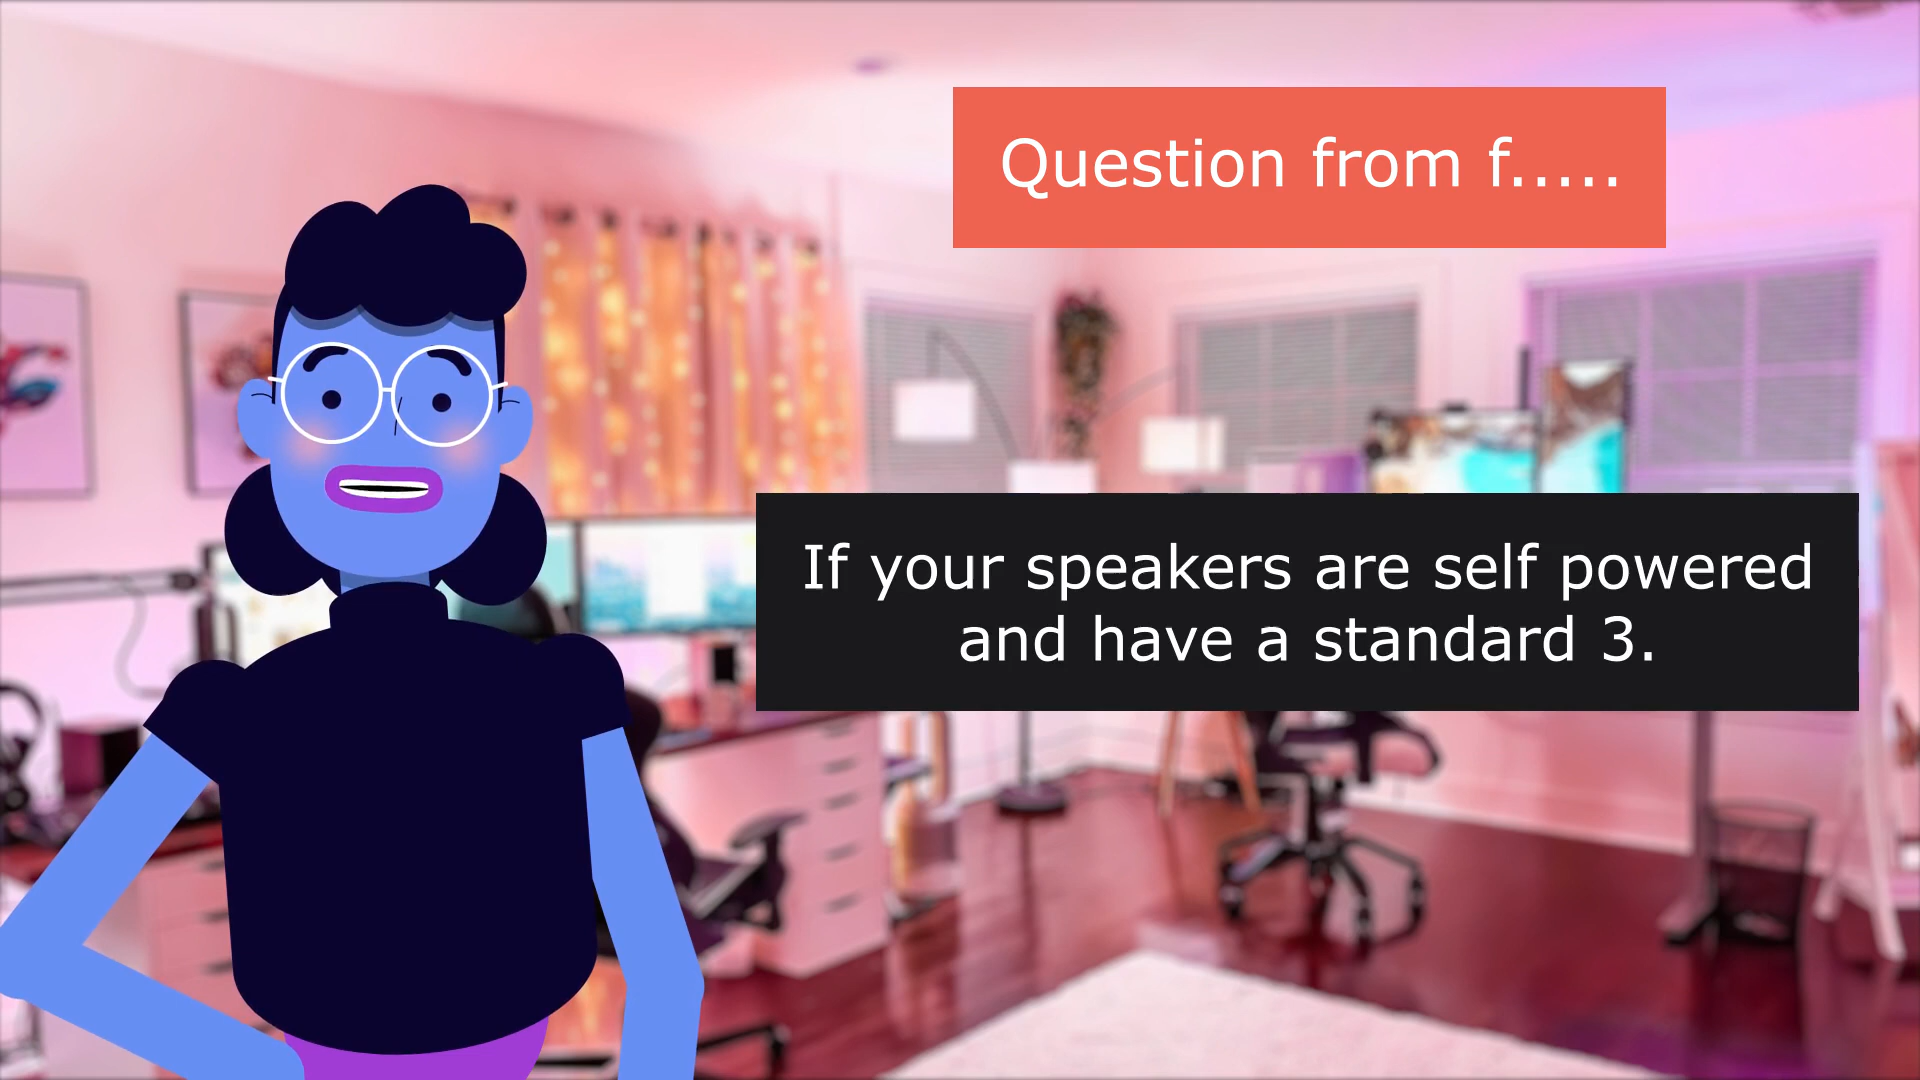 Question from f.....
If your speakers are self powered
and have a standard 3.